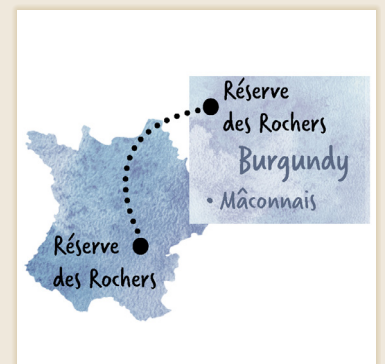 Réserve
des Rochers
Burgundy
• Mâconnais
Réserve
des Rochers